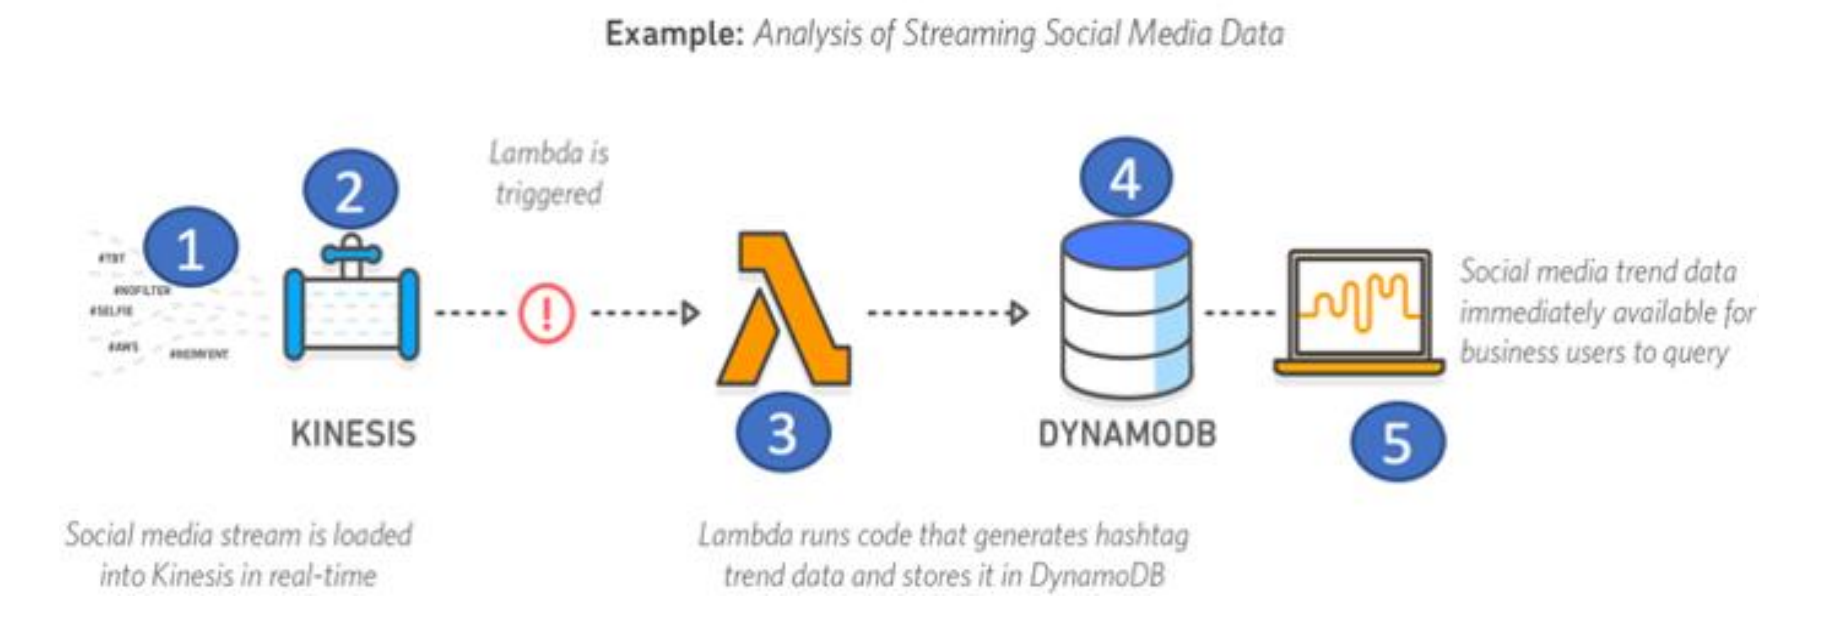 Example: Analysis of Streaming Social Media Data
1
#TBT
#NOFILTER
#SELFIE
#AWS
#REINVENT
2
KINESIS
Social media stream is loaded
into Kinesis in real-time
Lambda is
triggered
!
3
Lambda runs code that generates hashtag
trend data and stores it in DynamoDB
4
DYNAMODB
5
Social media trend data
immediately available for
business users to query